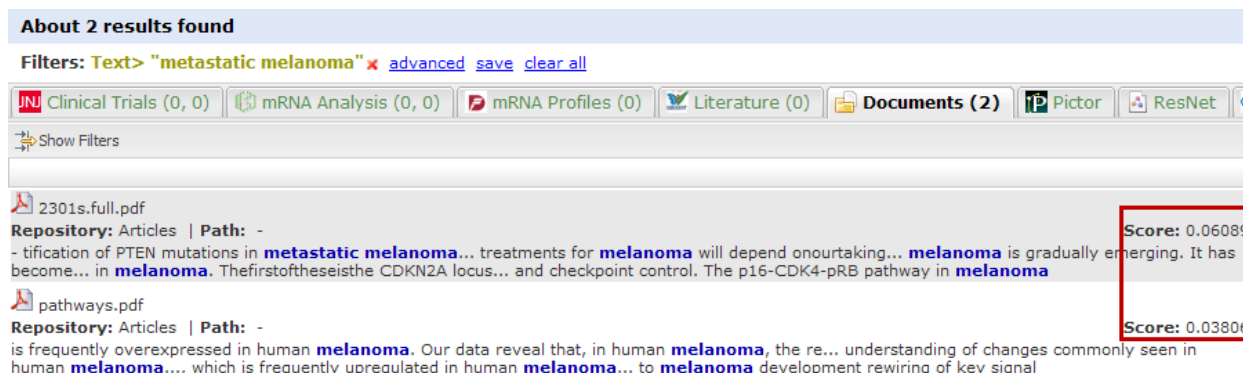 About 2 results found
Filters: Text> "metastatic melanoma" x advanced save clear all
JNJ Clinical Trials (0, 0) mRNA Analysis (0, 0) mRNA Profiles (0) Literature (0) Documents (2) Pictor ResNet
Show Filters
2301s.full.pdf
Repository: Articles | Path: - Score: 0.06089
- tification of PTEN mutations in metastatic melanoma... treatments for melanoma will depend onourtaking... melanoma is gradually emerging. It has
become... in melanoma. Thefirstoftheseisthe CDKN2A locus... and checkpoint control. The p16-CDK4-pRB pathway in melanoma
pathways.pdf
Repository: Articles | Path: - Score: 0.03806
is frequently overexpressed in human melanoma. Our data reveal that, in human melanoma, the re... understanding of changes commonly seen in
human melanoma..., which is frequently upregulated in human melanoma... to melanoma development rewiring of key signal